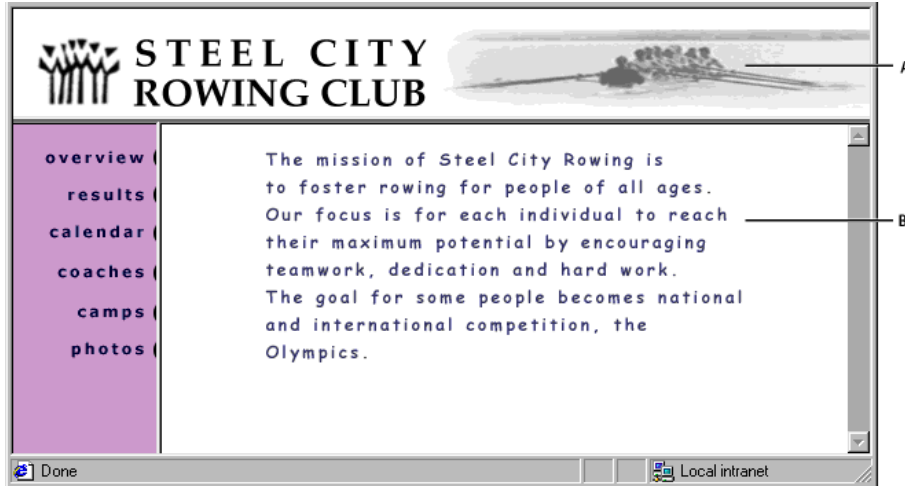 STEEL CITY
ROWING CLUB
A
overview
results
calendar
coaches
camps
photos
The mission of Steel City Rowing is
to foster rowing for people of all ages.
Our focus is for each individual to reach
their maximum potential by encouraging
teamwork, dedication and hard work.
The goal for some people becomes national
and international competition, the
Olympics.
B
Done
Local intranet